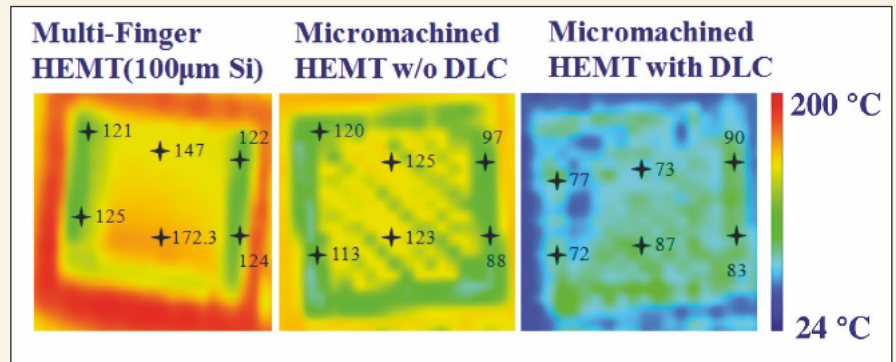 Multi-Finger
HEMT(100µm Si)
Micromachined
HEMT w/o DLC
Micromachined
HEMT with DLC
121
147
122
125
172.3
124
120
125
97
113
123
88
77
73
90
72
87
83
200 °C
24 °C